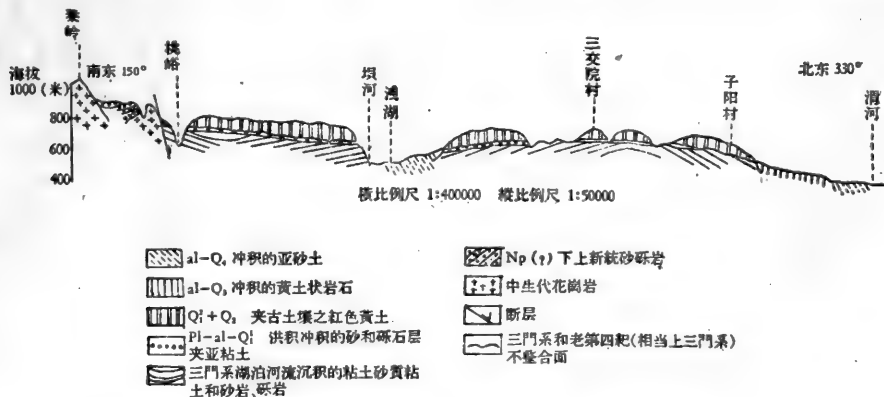 秦岭
海拔
1000(米)
800
600
400
南东 150°
桃峪
坝河
浅湖
三交院村
子阳村
北东 330°
渭河
横比例尺 1:400000 縱比例尺 1:50000
al-Q₄ 冲积的亚砂土
al-Q₃ 冲积的黄土状岩石
Q₁²+Q₂ 夹古土壤之紅色黃土
Pl-al-Q₁² 洪积冲积的砂和砾石层
夹亚粘土
三門系湖泊河流沉积的粘土砂質粘
土和砂岩、砾岩
Np(?)下上新統砂砾岩
中生代花崗岩
断层
三門系和老第四紀(相当上三門系)
不整合面